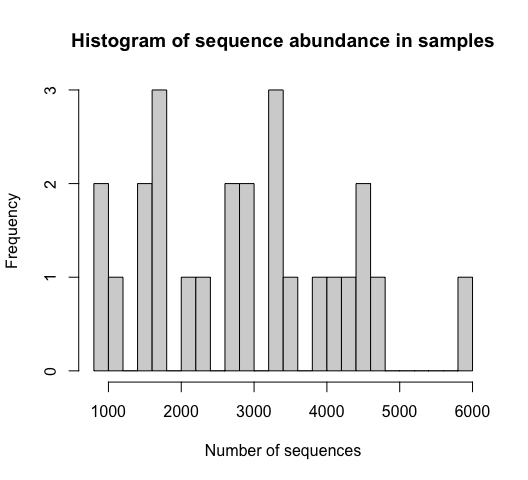 Histogram of sequence abundance in samples
3
2
1
0
Frequency
1000 2000 3000 4000 5000 6000
Number of sequences